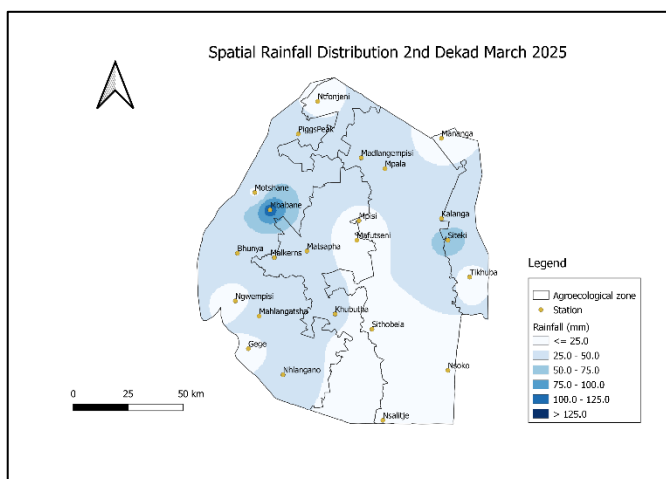 Spatial Rainfall Distribution 2nd Dekad March 2025
Ntfonjeni
PiggsPeak
Mananga
Madlangempisi
Mpala
Motshane
Mbabane
Mpisi
Kalanga
Mafutseni
Siteki
Bhunya
Malkerns
Matsapha
Tikhuba
Ngwempisi
Mahlangatsha
Khubutha
Sithobela
Gege
Nhlangano
Nsoko
Nsalitje
0 25 50 km
Legend
Agroecological zone
Station
Rainfall (mm)
<= 25.0
25.0 - 50.0
50.0 - 75.0
75.0 - 100.0
100.0 - 125.0
> 125.0